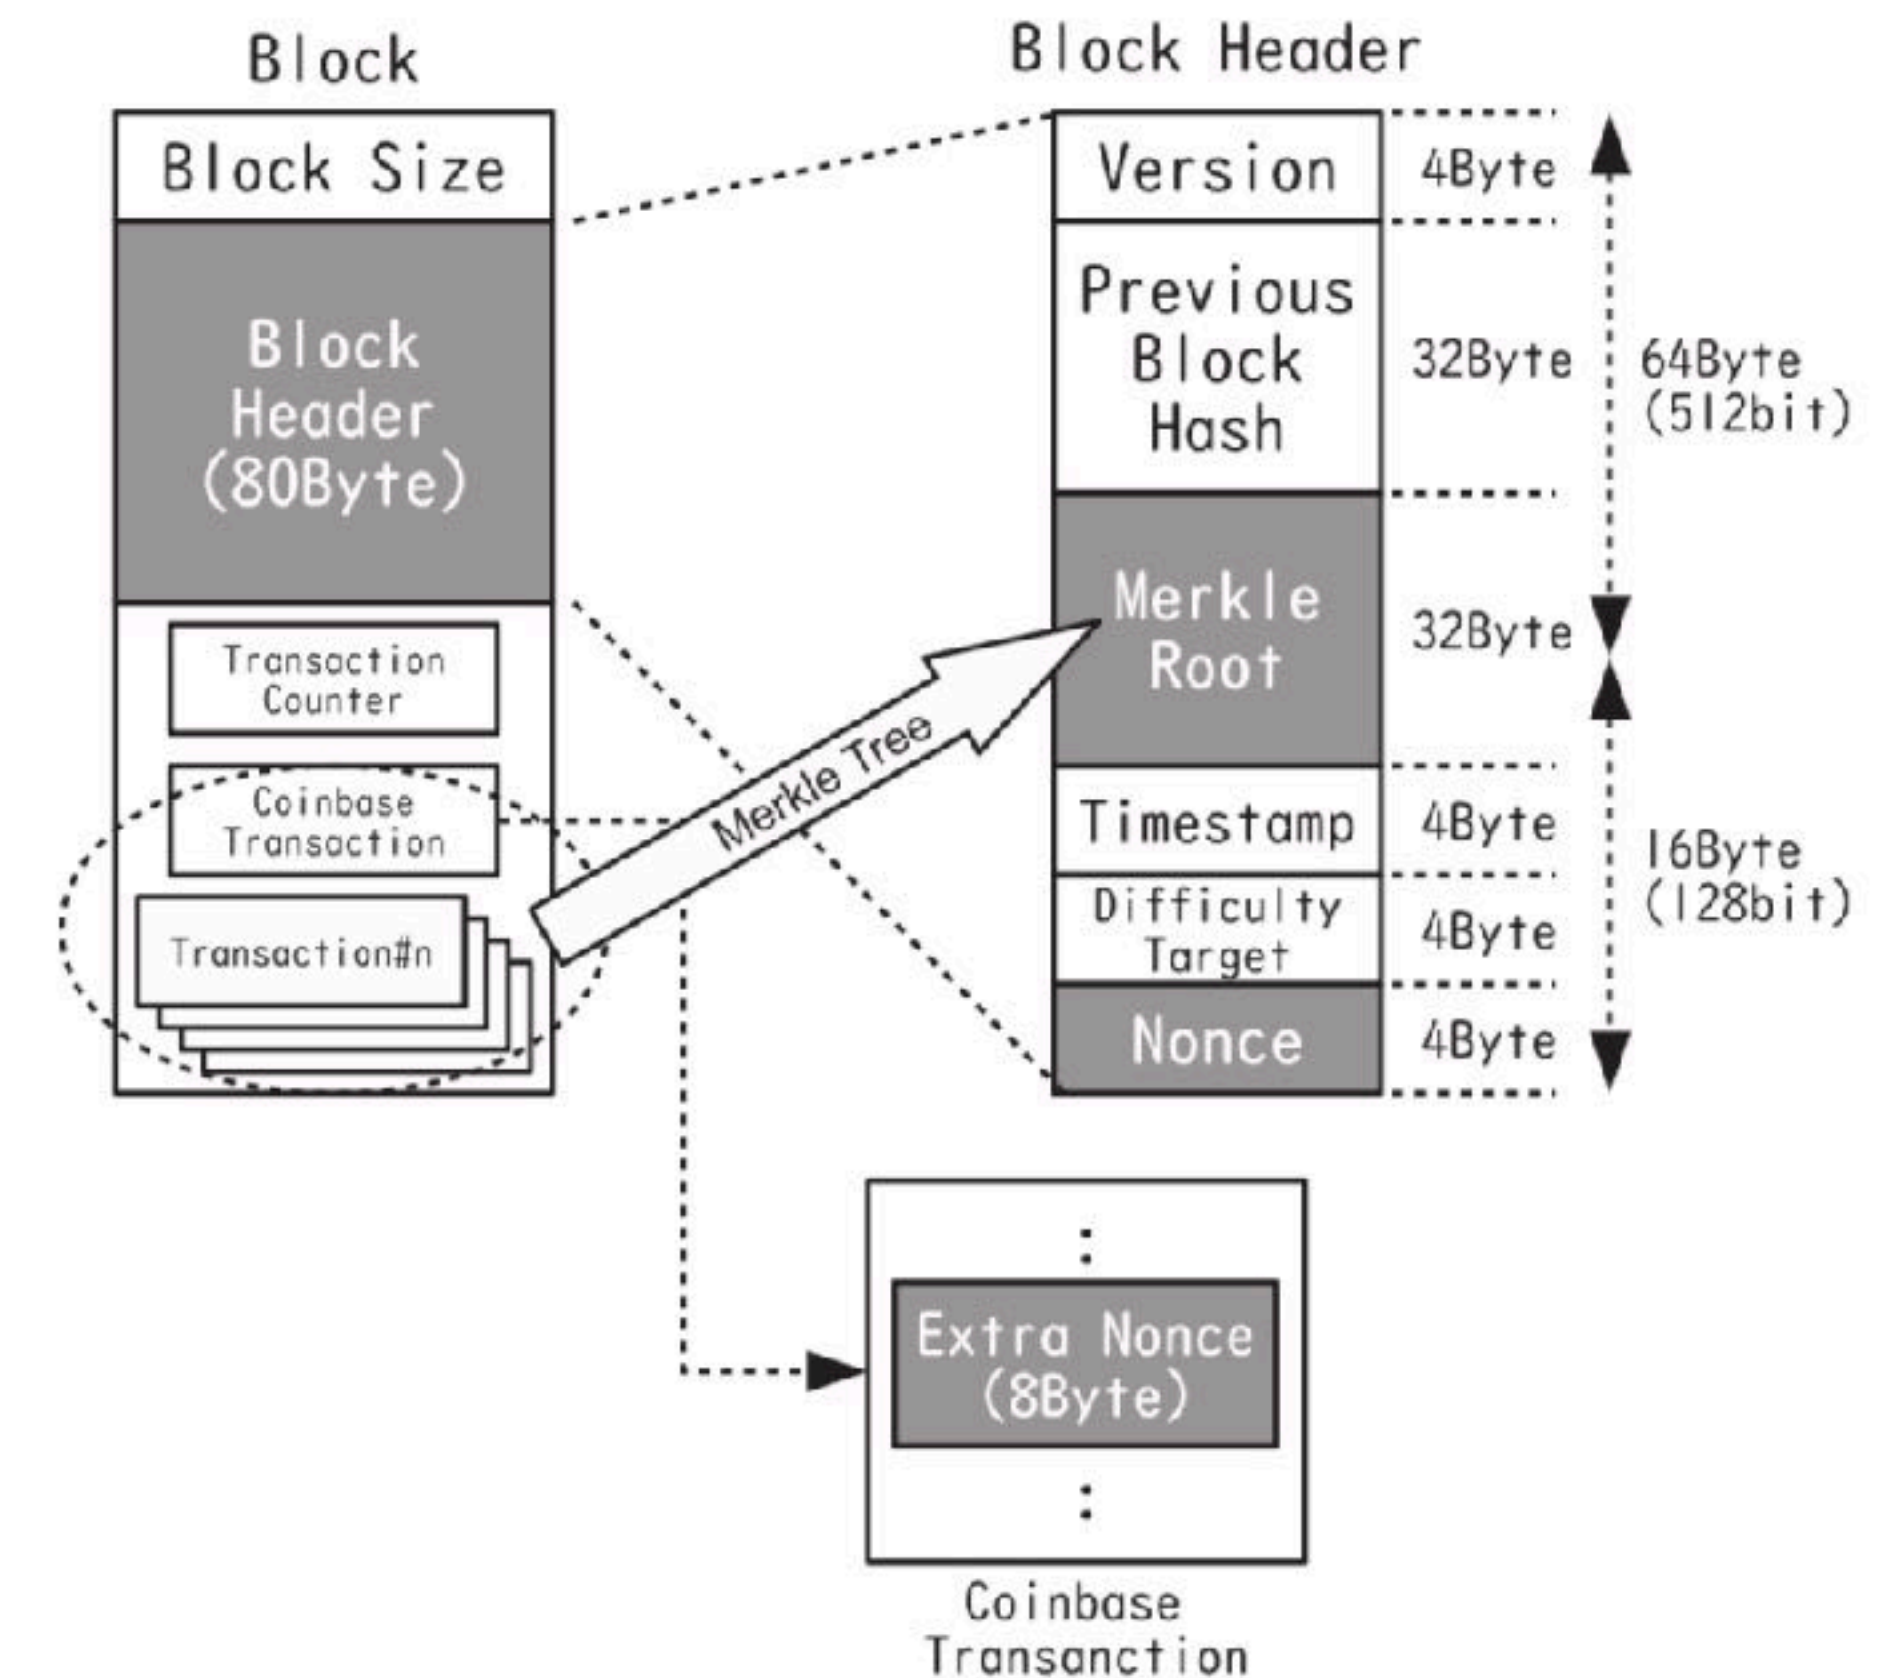 Block
Block Size
Block
Header
(80Byte)
Transaction
Counter
Coinbase
Transaction
Transaction#n
Merkle Tree
Block Header
Version
4Byte
Previous
Block
Hash
32Byte
64Byte
(512bit)
Merkle
Root
32Byte
Timestamp
4Byte
Difficulty
Target
4Byte
16Byte
(128bit)
Nonce
4Byte
:
Extra Nonce
(8Byte)
:
Coinbase
Transanction